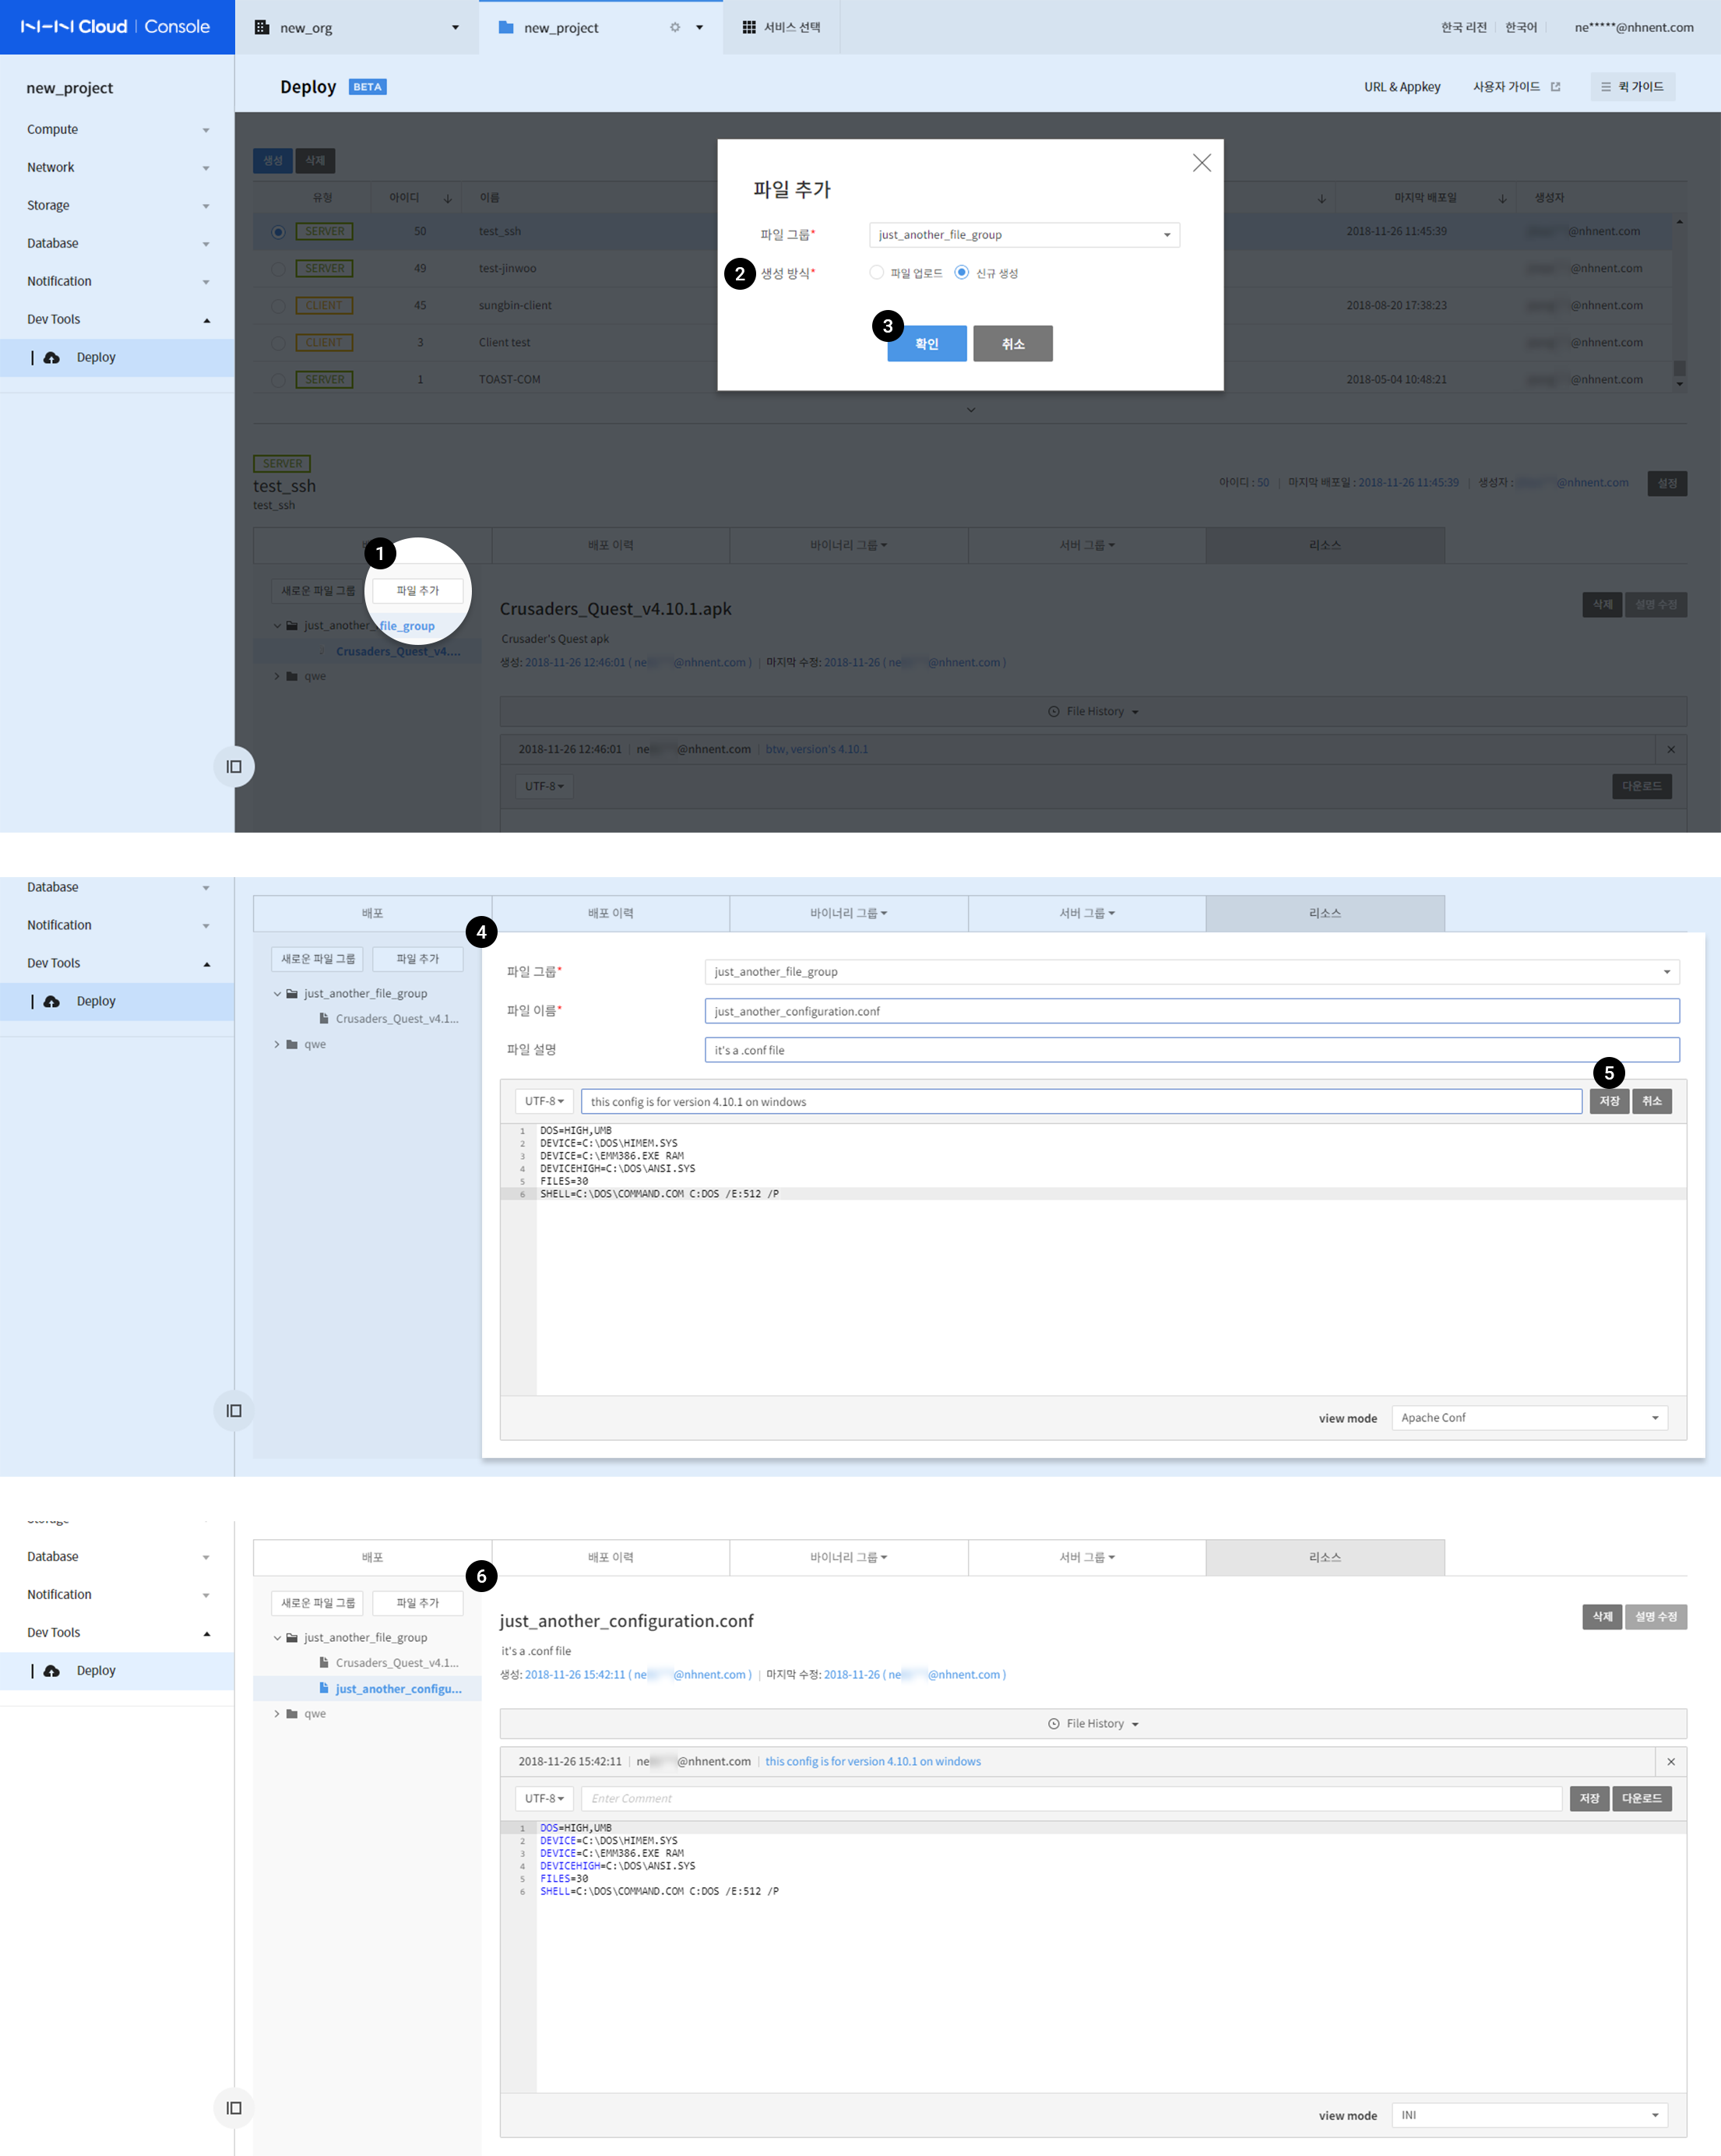 NHN Cloud | Console
new_org
new_project
서비스 선택
한국 리전
한국어
ne*****@nhnent.com
new_project
Compute
Network
Storage
Database
Notification
Dev Tools
Deploy
Deploy BETA
URL & Appkey
사용자 가이드
퀵 가이드
생성 삭제
유형 아이디 이름 마지막 배포일 생성자
SERVER 50 test_ssh 2018-11-26 11:45:39 @nhnent.com
SERVER 49 test-jinwoo @nhnent.com
CLIENT 45 sungbin-client 2018-08-20 17:38:23 @nhnent.com
CLIENT 3 Client test @nhnent.com
SERVER 1 TOAST-COM 2018-05-04 10:48:21 @nhnent.com
파일 추가
파일 그룹* just_another_file_group
2 생성 방식* 파일 업로드 신규 생성
3 확인 취소
SERVER
test_ssh
test_ssh
아이디 : 50 | 마지막 배포일 : 2018-11-26 11:45:39 | 생성자 : @nhnent.com 설정
1
배포 이력 바이너리 그룹 서버 그룹 리소스
새로운 파일 그룹 파일 추가
just_another_file_group
Crusaders_Quest_v4....
qwe
Crusaders_Quest_v4.10.1.apk
삭제 설명 수정
Crusader's Quest apk
생성: 2018-11-26 12:46:01 ( ne @nhnent.com ) | 마지막 수정: 2018-11-26 ( ne @nhnent.com )
File History
2018-11-26 12:46:01 | ne @nhnent.com | btw, version's 4.10.1
UTF-8 다운로드
Database
Notification
Dev Tools
Deploy
배포 배포 이력 바이너리 그룹 서버 그룹 리소스
4
새로운 파일 그룹 파일 추가
just_another_file_group
Crusaders_Quest_v4.1...
qwe
파일 그룹* just_another_file_group
파일 이름* just_another_configuration.conf
파일 설명 it's a .conf file
5
UTF-8 this config is for version 4.10.1 on windows 저장 취소
1 DOS=HIGH,UMB
2 DEVICE=C:\DOS\HIMEM.SYS
3 DEVICE=C:\EMM386.EXE RAM
4 DEVICEHIGH=C:\DOS\ANSI.SYS
5 FILES=30
6 SHELL=C:\DOS\COMMAND.COM C:DOS /E:512 /P
view mode Apache Conf
Storage
Database
Notification
Dev Tools
Deploy
배포 배포 이력 바이너리 그룹 서버 그룹 리소스
6
새로운 파일 그룹 파일 추가
just_another_file_group
Crusaders_Quest_v4.1...
just_another_configu...
qwe
just_another_configuration.conf
삭제 설명 수정
it's a .conf file
생성: 2018-11-26 15:42:11 ( ne @nhnent.com ) | 마지막 수정: 2018-11-26 ( ne @nhnent.com )
File History
2018-11-26 15:42:11 | ne @nhnent.com | this config is for version 4.10.1 on windows
UTF-8 Enter Comment 저장 다운로드
1 DOS=HIGH,UMB
2 DEVICE=C:\DOS\HIMEM.SYS
3 DEVICE=C:\EMM386.EXE RAM
4 DEVICEHIGH=C:\DOS\ANSI.SYS
5 FILES=30
6 SHELL=C:\DOS\COMMAND.COM C:DOS /E:512 /P
view mode INI